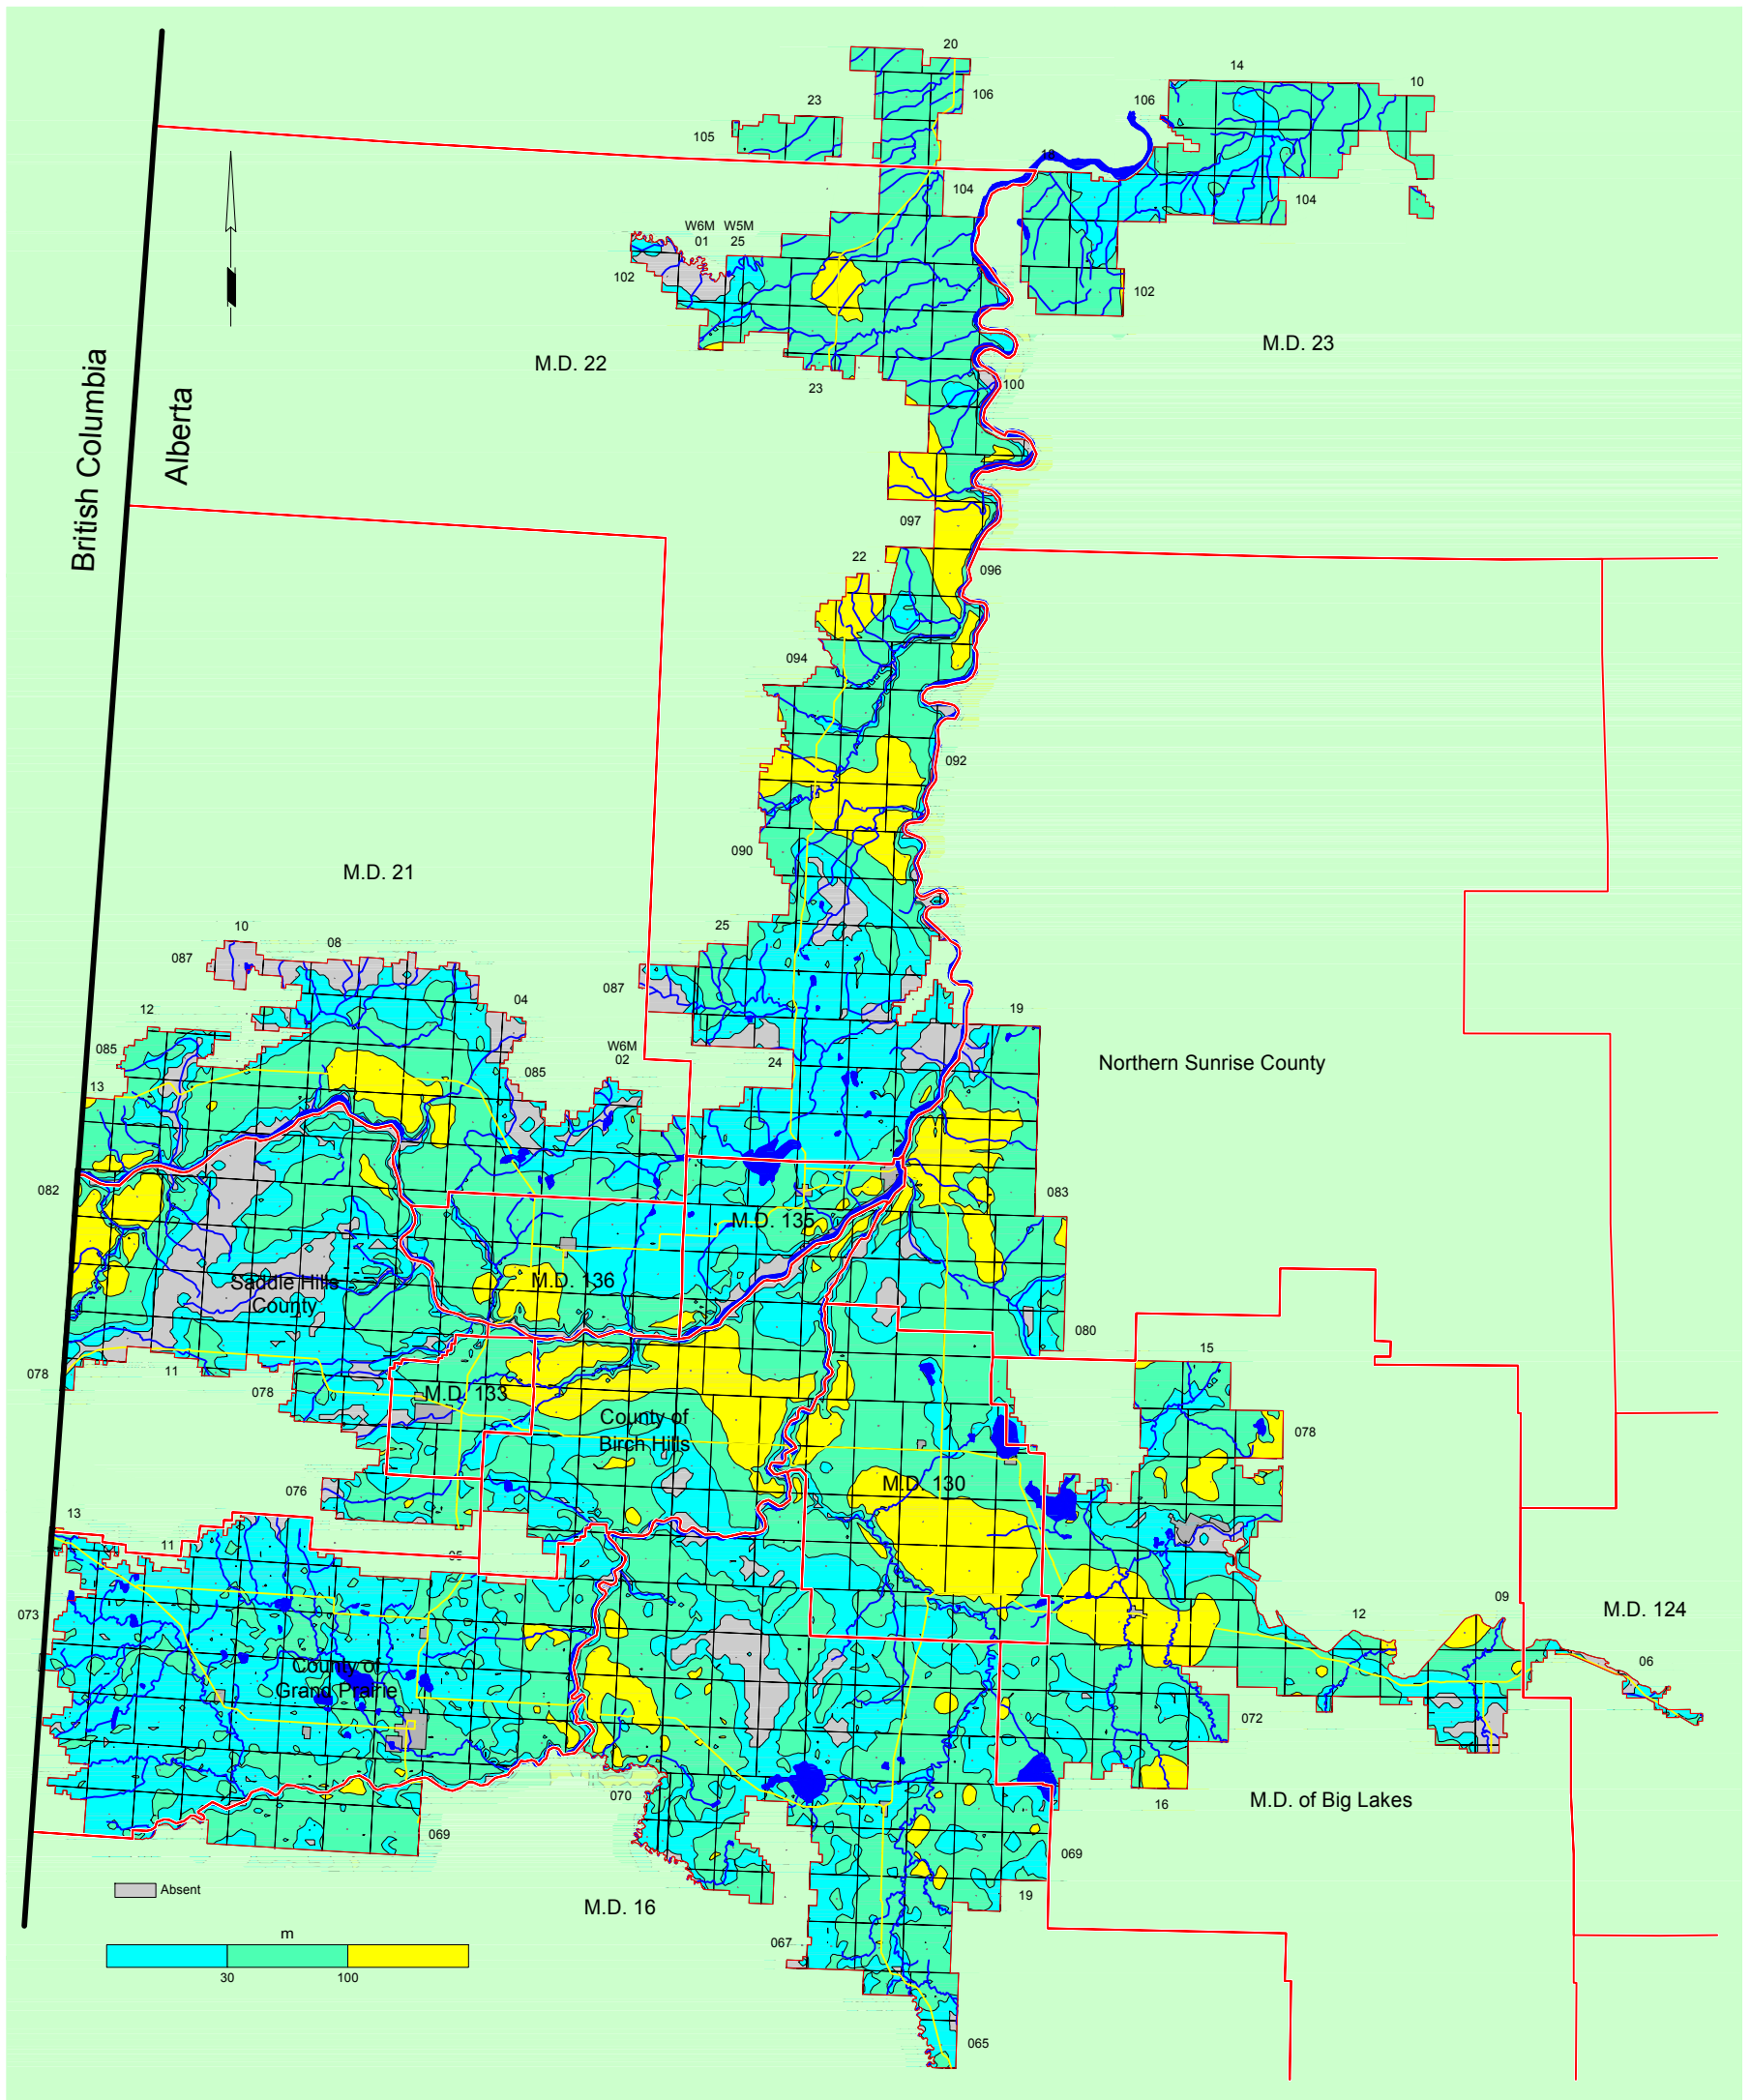 20
14
10
23
106
106
105
18
104
104
W6M W5M
01 25
102
102
M.D. 23
M.D. 22
23
100
British Columbia
Alberta
097
22
096
094
092
090
M.D. 21
10
08
25
087
087
04
12
19
085
W6M
02
24
Northern Sunrise County
13
085
082
083
M.D. 135
Saddle Hills
County
M.D. 136
080
078
11
15
078
M.D. 133
County of
Birch Hills
078
076
M.D. 130
13
11
05
073
09
12
M.D. 124
County of
Grand Prairie
06
072
070
16
M.D. of Big Lakes
069
069
Absent
19
M.D. 16
m
067
30 100
065